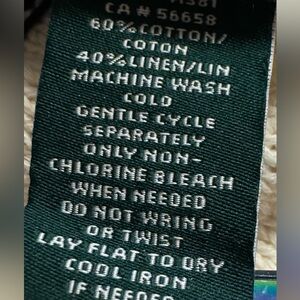 CA # 56658
60%COTTON/
COTON
40%LINEN/LIN
MACHINE WASH
COLD
GENTLE CYCLE
SEPARATELY
ONLY NON-
CHLORINE BLEACH
WHEN NEEDED
DO NOT WRING
OR TWIST
LAY FLAT TO DRY
COOL IRON
IF NEEDED